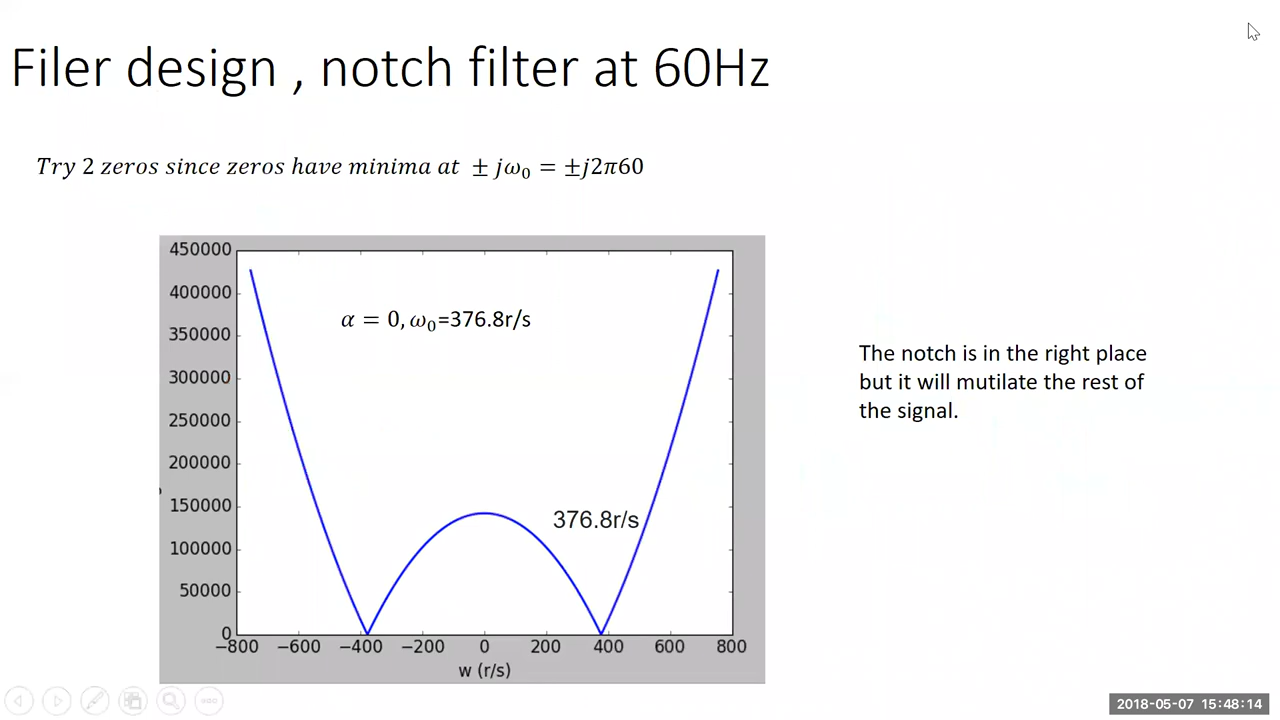 Filer design , notch filter at 60Hz
Try 2 zeros since zeros have minima at ± jω₀ = ±j2π60
450000
400000
350000
300000
250000
200000
150000
100000
50000
0
α = 0, ω₀=376.8r/s
376.8r/s
−800 −600 −400 −200 0 200 400 600 800
w (r/s)
The notch is in the right place
but it will mutilate the rest of
the signal.
2018-05-07 15:48:14